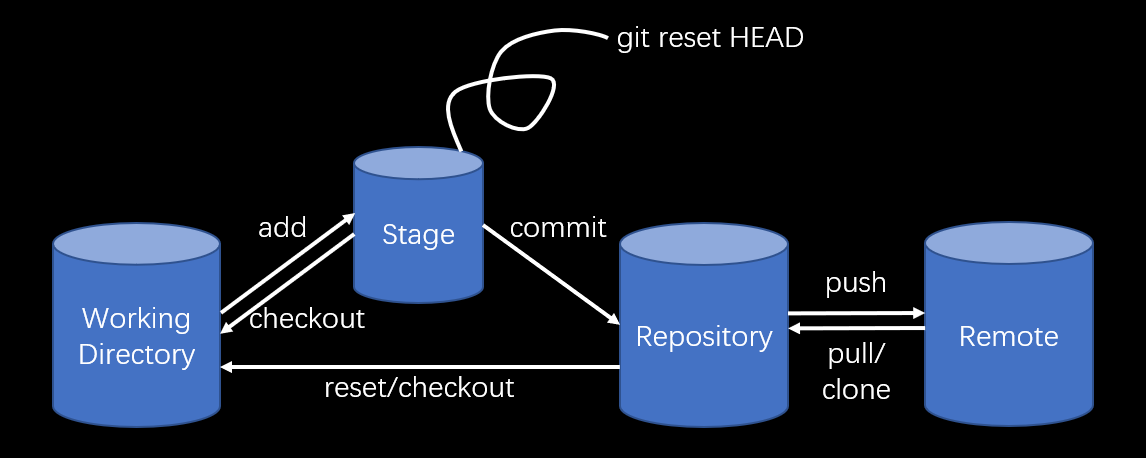 git reset HEAD
add
Stage
commit
Working
Directory
checkout
Repository
push
Remote
pull/
clone
reset/checkout